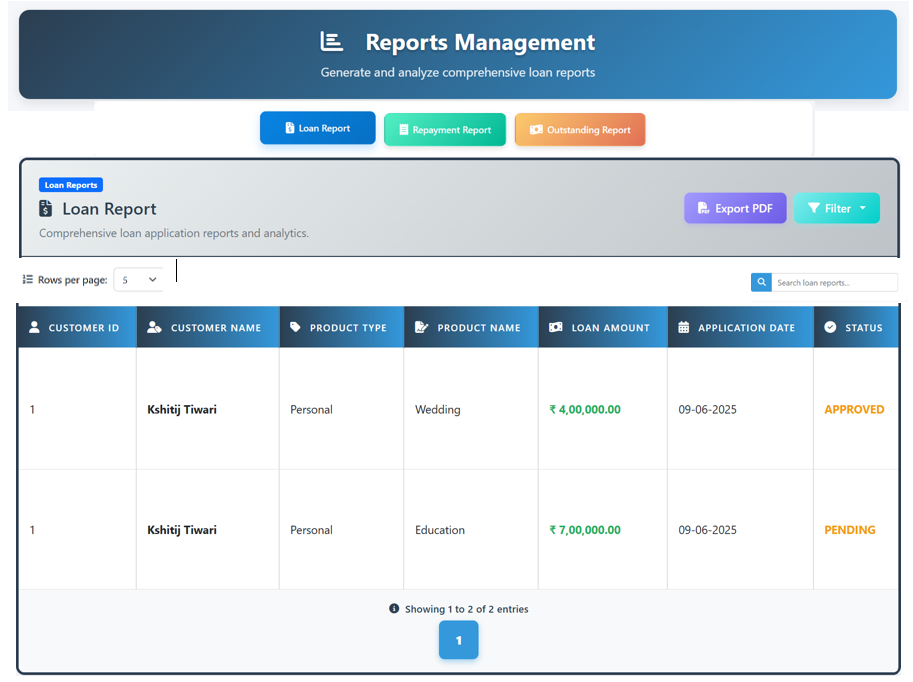 Reports Management
Generate and analyze comprehensive loan reports
Loan Report Repayment Report Outstanding Report
Loan Reports
Loan Report
Comprehensive loan application reports and analytics.
Export PDF Filter
Rows per page: 5
Search loan reports...
CUSTOMER ID CUSTOMER NAME PRODUCT TYPE PRODUCT NAME LOAN AMOUNT APPLICATION DATE STATUS
1 Kshitij Tiwari Personal Wedding ₹ 4,00,000.00 09-06-2025 APPROVED
1 Kshitij Tiwari Personal Education ₹ 7,00,000.00 09-06-2025 PENDING
Showing 1 to 2 of 2 entries
1